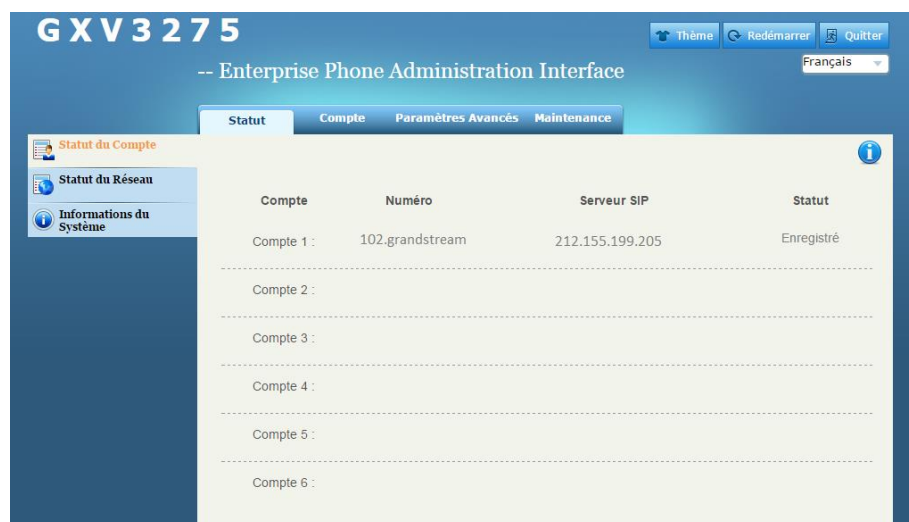 GXV3275
Thème Redémarrer Quitter
-- Enterprise Phone Administration Interface
Français
Statut Compte Paramètres Avancés Maintenance
Statut du Compte
Statut du Réseau
Informations du
Système
Compte Numéro Serveur SIP Statut
Compte 1 : 102.grandstream 212.155.199.205 Enregistré
Compte 2 :
Compte 3 :
Compte 4 :
Compte 5 :
Compte 6 :